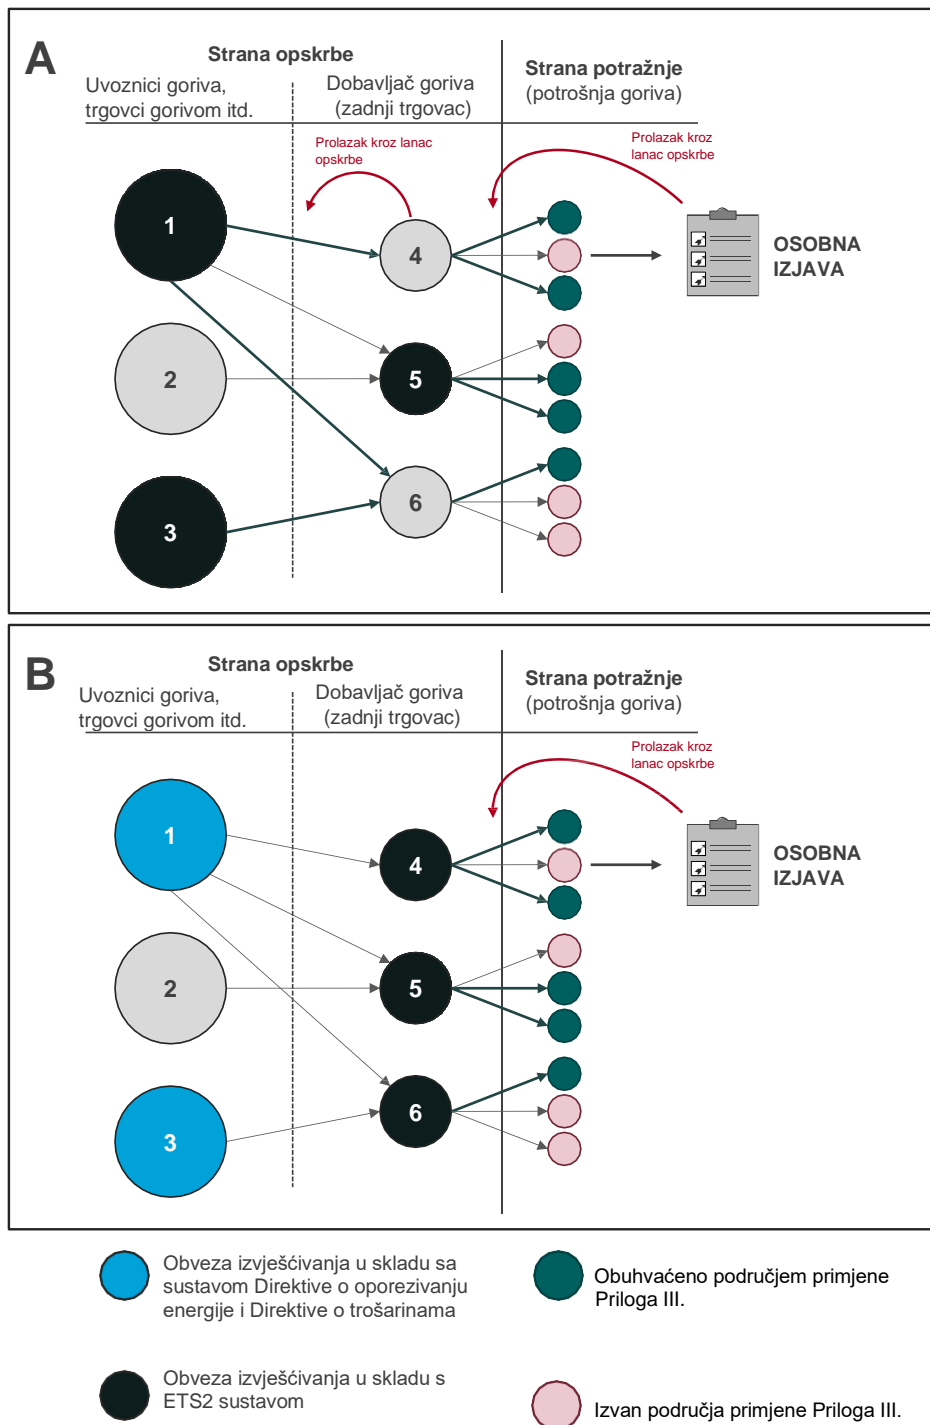 A
Strana opskrbe
Uvoznici goriva,
trgovci gorivom itd.
Dobavljač goriva
(zadnji trgovac)
Strana potražnje
(potrošnja goriva)
Prolazak kroz lanac
opskrbe
Prolazak kroz
lanac opskrbe
1
2
3
4
5
6
OSOBNA
IZJAVA
B
Strana opskrbe
Uvoznici goriva,
trgovci gorivom itd.
Dobavljač goriva
(zadnji trgovac)
Strana potražnje
(potrošnja goriva)
Prolazak kroz
lanac opskrbe
1
2
3
4
5
6
OSOBNA
IZJAVA
Obveza izvješćivanja u skladu sa
sustavom Direktive o oporezivanju
energije i Direktive o trošarinama
Obuhvaćeno područjem primjene
Priloga III.
Obveza izvješćivanja u skladu s
ETS2 sustavom
Izvan područja primjene Priloga III.